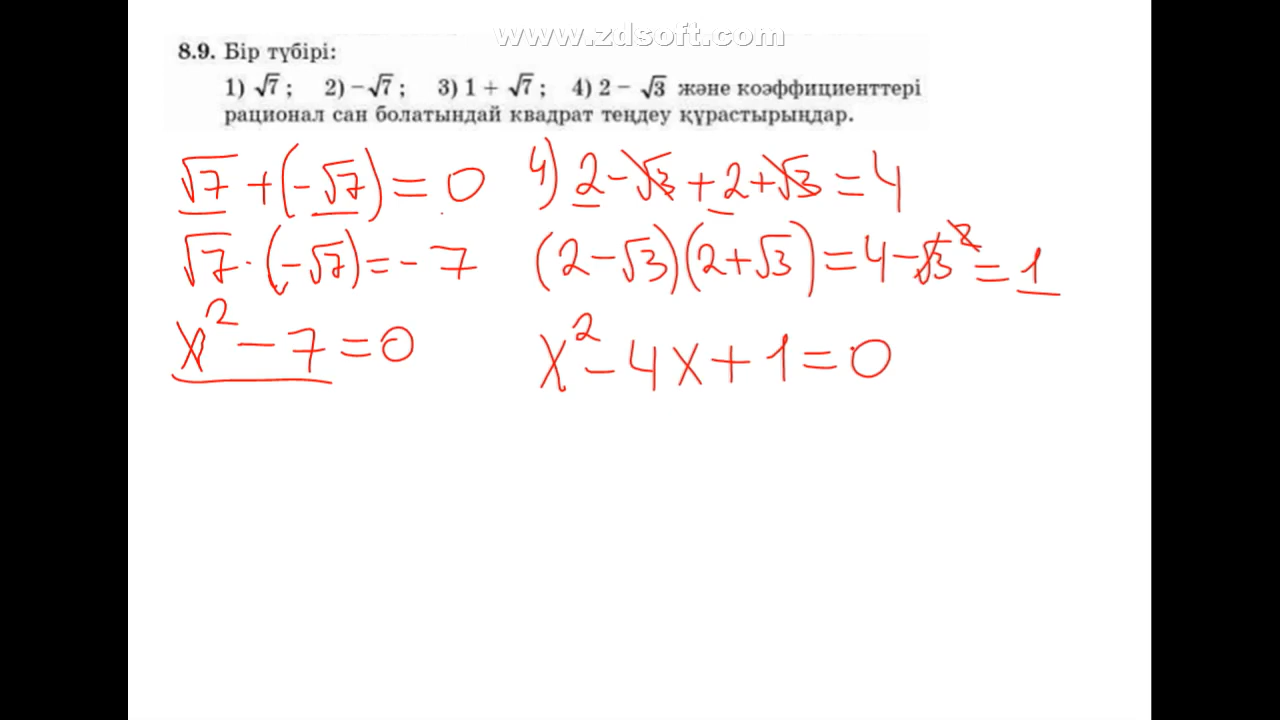 www.zdsoft.com
8.9. Бір түбірі:
1) √7 ; 2) −√7 ; 3) 1 + √7 ; 4) 2 − √3 және коэффициенттері
рационал сан болатындай квадрат теңдеу құрастырыңдар.
√7 + (−√7) = 0
√7 · (−√7) = − 7
x² − 7 = 0
4) 2 − √3 + 2 + √3 = 4
(2 − √3)(2 + √3) = 4 − √3² = 1
x² − 4x + 1 = 0